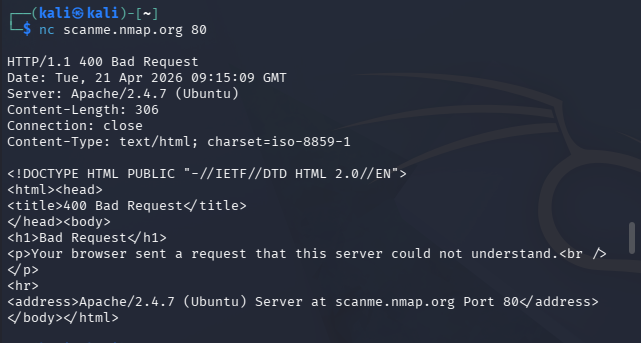 ┌──(kali㉿kali)-[~]
└─$ nc scanme.nmap.org 80

HTTP/1.1 400 Bad Request
Date: Tue, 21 Apr 2026 09:15:09 GMT
Server: Apache/2.4.7 (Ubuntu)
Content-Length: 306
Connection: close
Content-Type: text/html; charset=iso-8859-1

<!DOCTYPE HTML PUBLIC "-//IETF//DTD HTML 2.0//EN">
<html><head>
<title>400 Bad Request</title>
</head><body>
<h1>Bad Request</h1>
<p>Your browser sent a request that this server could not understand.<br />
</p>
<hr>
<address>Apache/2.4.7 (Ubuntu) Server at scanme.nmap.org Port 80</address>
</body></html>